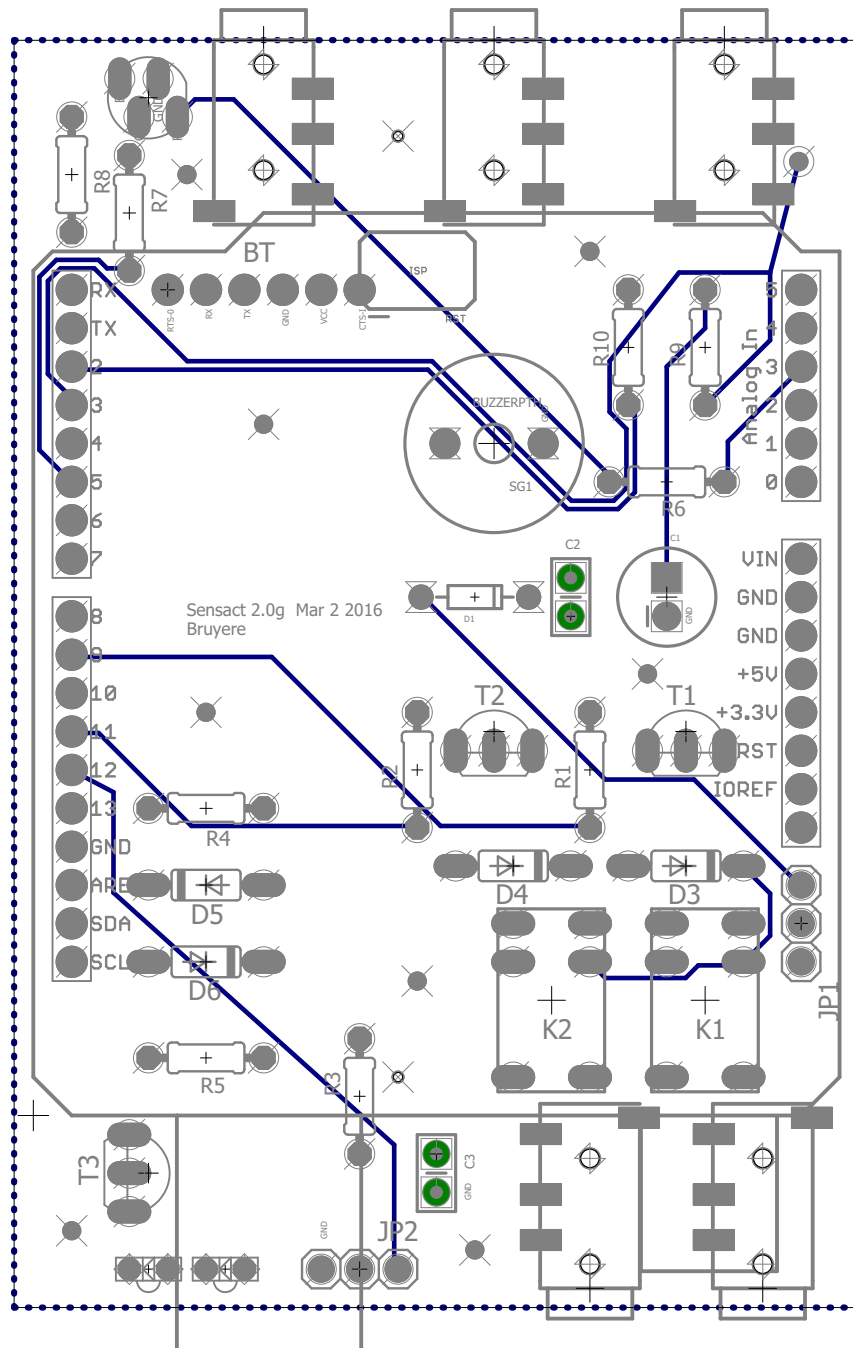 GND
R8
R7
BT
ISP
RST
RTS-0
RX
TX
GND
VCC
CTS-I
RX
TX
2
3
4
5
6
7
8
9
10
11
12
13
GND
SDA
SCL
BUZZERPTH
SG1
R10
R9
R6
Analog In
5
4
3
2
1
0
C1
GND
C2
D1
VIN
GND
GND
+5V
+3.3V
RST
IOREF
Sensact 2.0g Mar 2 2016
Bruyere
T2
T1
R2
R1
R4
D5
D6
R5
D4
D3
K2
K1
JP1
R3
T3
C3
GND
GND
JP2